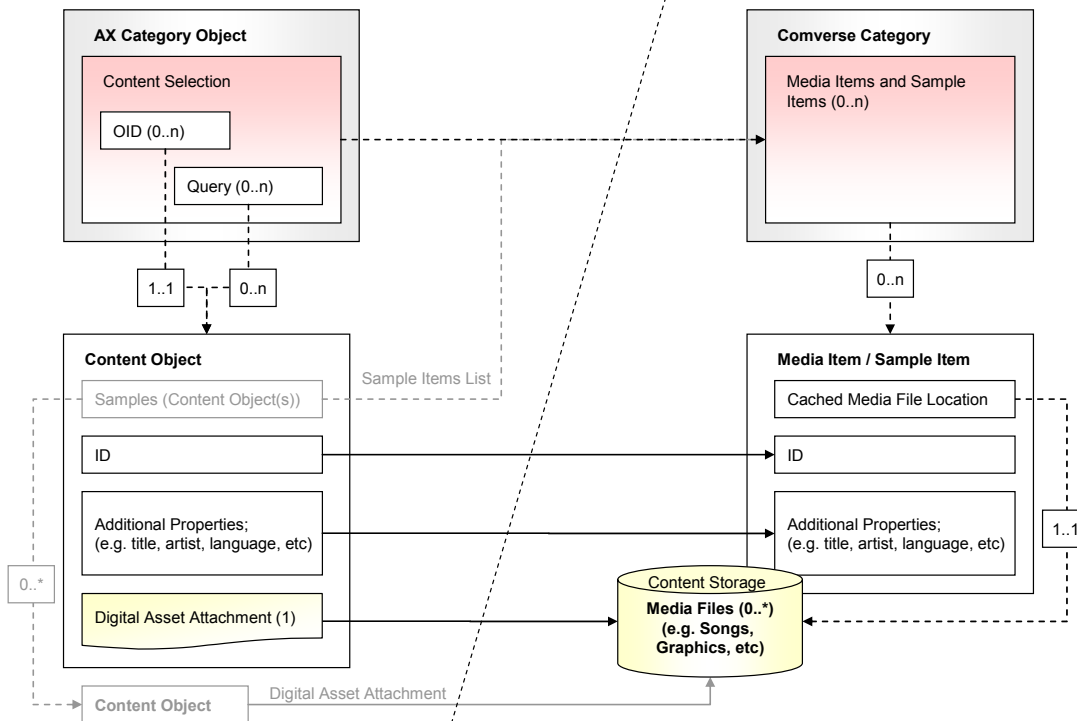 AX Category Object
Content Selection
OID (0..n)
Query (0..n)
1..1
0..n
Content Object
Samples (Content Object(s))
Sample Items List
ID
Additional Properties;
(e.g. title, artist, language, etc)
0..*
Digital Asset Attachment (1)
Content Object
Digital Asset Attachment
Comverse Category
Media Items and Sample
Items (0..n)
0..n
Media Item / Sample Item
Cached Media File Location
ID
Additional Properties;
(e.g. title, artist, language, etc)
1..1
Content Storage
Media Files (0..*)
(e.g. Songs,
Graphics, etc)